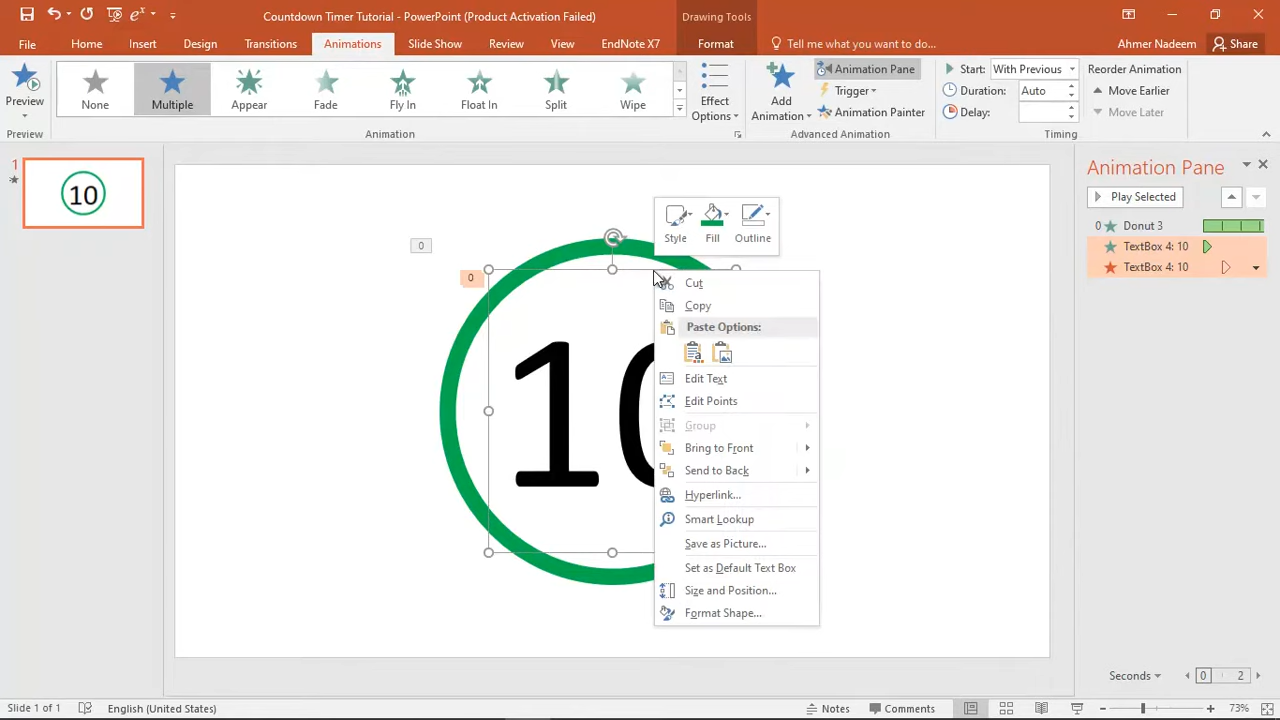 Countdown Timer Tutorial - PowerPoint (Product Activation Failed)
Drawing Tools
File Home Insert Design Transitions Animations Slide Show Review View EndNote X7 Format Tell me what you want to do... Ahmer Nadeem Share
Preview
None Multiple Appear Fade Fly In Float In Split Wipe
Effect
Options
Add
Animation
Animation Pane
Trigger
Animation Painter
Start: With Previous
Duration: Auto
Delay:
Reorder Animation
Move Earlier
Move Later
Preview Animation Advanced Animation Timing
1
10
0
0
10
Style Fill Outline
Cut
Copy
Paste Options:
Edit Text
Edit Points
Group
Bring to Front
Send to Back
Hyperlink...
Smart Lookup
Save as Picture...
Set as Default Text Box
Size and Position...
Format Shape...
Animation Pane
Play Selected
0 Donut 3
TextBox 4: 10
TextBox 4: 10
Seconds 0 2
Slide 1 of 1 English (United States) Notes Comments 73%